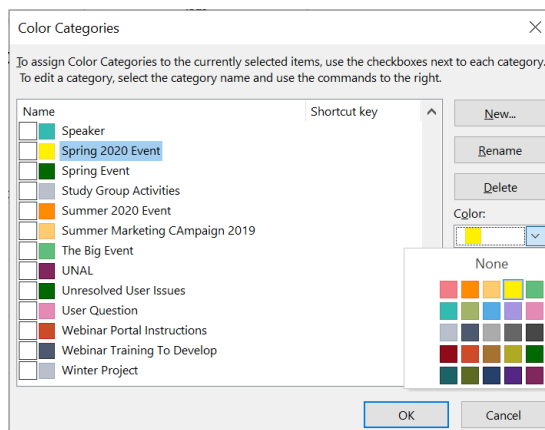 Color Categories
To assign Color Categories to the currently selected items, use the checkboxes next to each category.
To edit a category, select the category name and use the commands to the right.
Name Shortcut key
Speaker
Spring 2020 Event
Spring Event
Study Group Activities
Summer 2020 Event
Summer Marketing CAmpaign 2019
The Big Event
UNAL
Unresolved User Issues
User Question
Webinar Portal Instructions
Webinar Training To Develop
Winter Project
New...
Rename
Delete
Color:
None
OK Cancel